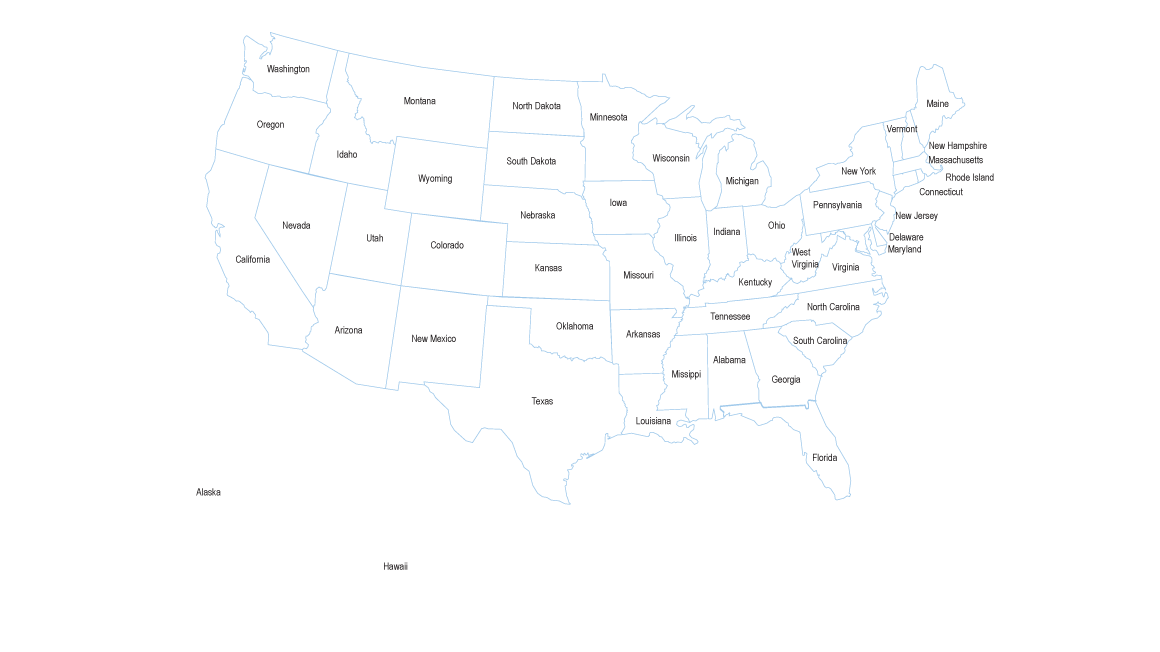 Washington
Montana
North Dakota
Minnesota
Maine
Oregon
Vermont
New Hampshire
Idaho
Wisconsin
Massachusetts
South Dakota
New York
Rhode Island
Wyoming
Michigan
Connecticut
Iowa
Pennsylvania
Nebraska
New Jersey
Nevada
Ohio
Utah
Colorado
Illinois
Indiana
Delaware
Maryland
California
West
Virginia
Kansas
Virginia
Missouri
Kentucky
North Carolina
Tennessee
Arizona
Oklahoma
Arkansas
New Mexico
South Carolina
Alabama
Missippi
Georgia
Texas
Louisiana
Florida
Alaska
Hawaii